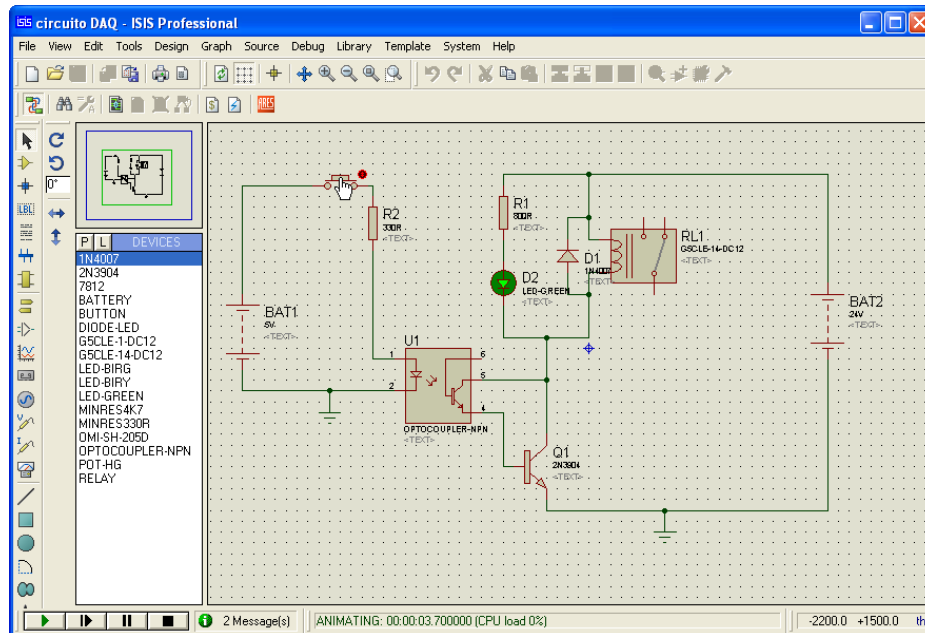 circuito DAQ - ISIS Professional
File View Edit Tools Design Graph Source Debug Library Template System Help
ARES
0°
LBL
P L DEVICES
1N4007
2N3904
7812
BATTERY
BUTTON
DIODE-LED
G5CLE-1-DC12
G5CLE-14-DC12
LED-BIRG
LED-BIRY
LED-GREEN
MINRES4K7
MINRES330R
OMI-SH-205D
OPTOCOUPLER-NPN
POT-HG
RELAY
BAT1
5V
<TEXT>
R2
330R
<TEXT>
U1
1
2
6
5
4
OPTOCOUPLER-NPN
<TEXT>
R1
800R
<TEXT>
D2
LED-GREEN
<TEXT>
D1
1N4007
<TEXT>
RL1
G5CLE-14-DC12
<TEXT>
Q1
2N3904
<TEXT>
BAT2
24V
<TEXT>
2 Message(s)
ANIMATING: 00:00:03.700000 (CPU load 0%)
-2200.0 +1500.0 th